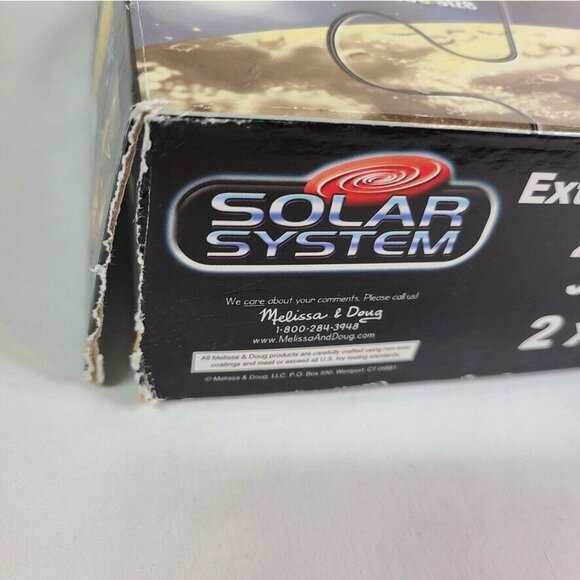 SOLAR
SYSTEM
Ext
We care about your comments. Please call us!
Melissa & Doug
1-800-284-3948
www.MelissaAndDoug.com
2 x
All Melissa & Doug products are carefully crafted using non-toxic
coatings and meet or exceed all U.S. toy testing standards.
© Melissa & Doug, LLC, P.O. Box 590, Westport, CT 06881